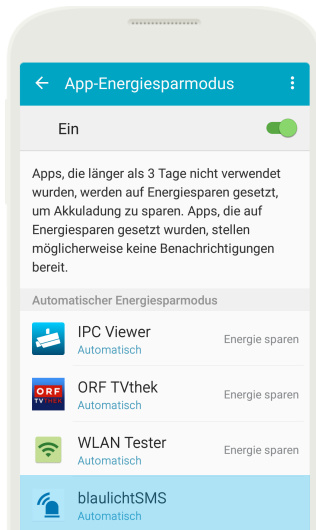 App-Energiesparmodus
Ein
Apps, die länger als 3 Tage nicht verwendet
wurden, werden auf Energiesparen gesetzt,
um Akkuladung zu sparen. Apps, die auf
Energiesparen gesetzt wurden, stellen
möglicherweise keine Benachrichtigungen
bereit.
Automatischer Energiesparmodus
IPC Viewer
Automatisch
Energie sparen
ORF
TVTHEK
ORF TVthek
Automatisch
Energie sparen
WLAN Tester
Automatisch
Energie sparen
blaulichtSMS
Automatisch